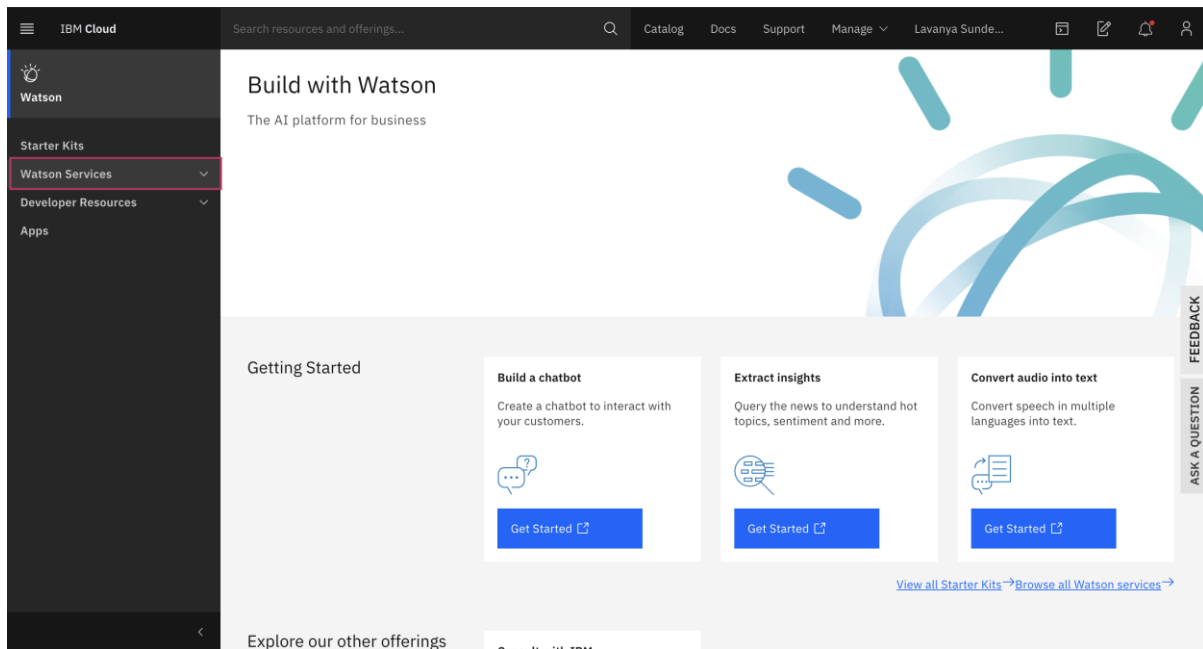 IBM Cloud
Search resources and offerings...
Catalog
Docs
Support
Manage
Lavanya Sunde...
Watson
Starter Kits
Watson Services
Developer Resources
Apps
Build with Watson
The AI platform for business
FEEDBACK
ASK A QUESTION
Getting Started
Build a chatbot
Create a chatbot to interact with
your customers.
Get Started
Extract insights
Query the news to understand hot
topics, sentiment and more.
Get Started
Convert audio into text
Convert speech in multiple
languages into text.
Get Started
View all Starter Kits
Browse all Watson services
Explore our other offerings
Consult with IBM